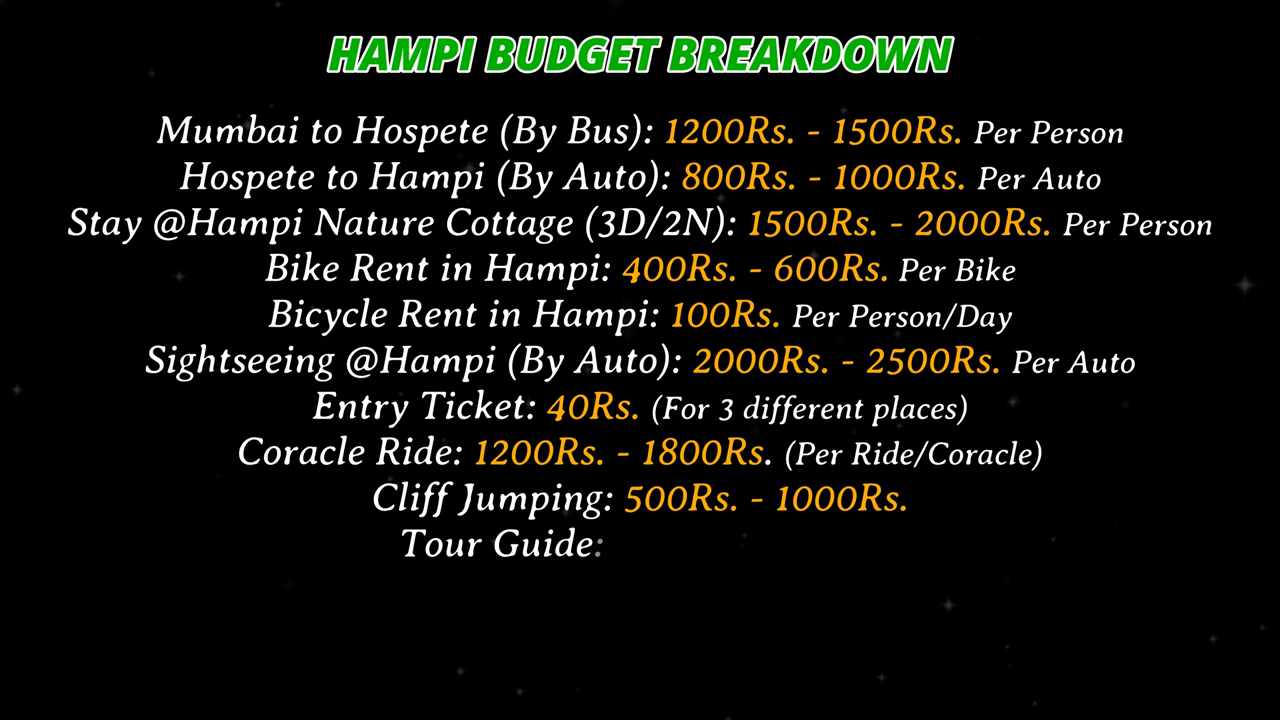 HAMPI BUDGET BREAKDOWN
Mumbai to Hospete (By Bus): 1200Rs. - 1500Rs. Per Person
Hospete to Hampi (By Auto): 800Rs. - 1000Rs. Per Auto
Stay @Hampi Nature Cottage (3D/2N): 1500Rs. - 2000Rs. Per Person
Bike Rent in Hampi: 400Rs. - 600Rs. Per Bike
Bicycle Rent in Hampi: 100Rs. Per Person/Day
Sightseeing @Hampi (By Auto): 2000Rs. - 2500Rs. Per Auto
Entry Ticket: 40Rs. (For 3 different places)
Coracle Ride: 1200Rs. - 1800Rs. (Per Ride/Coracle)
Cliff Jumping: 500Rs. - 1000Rs.
Tour Guide: